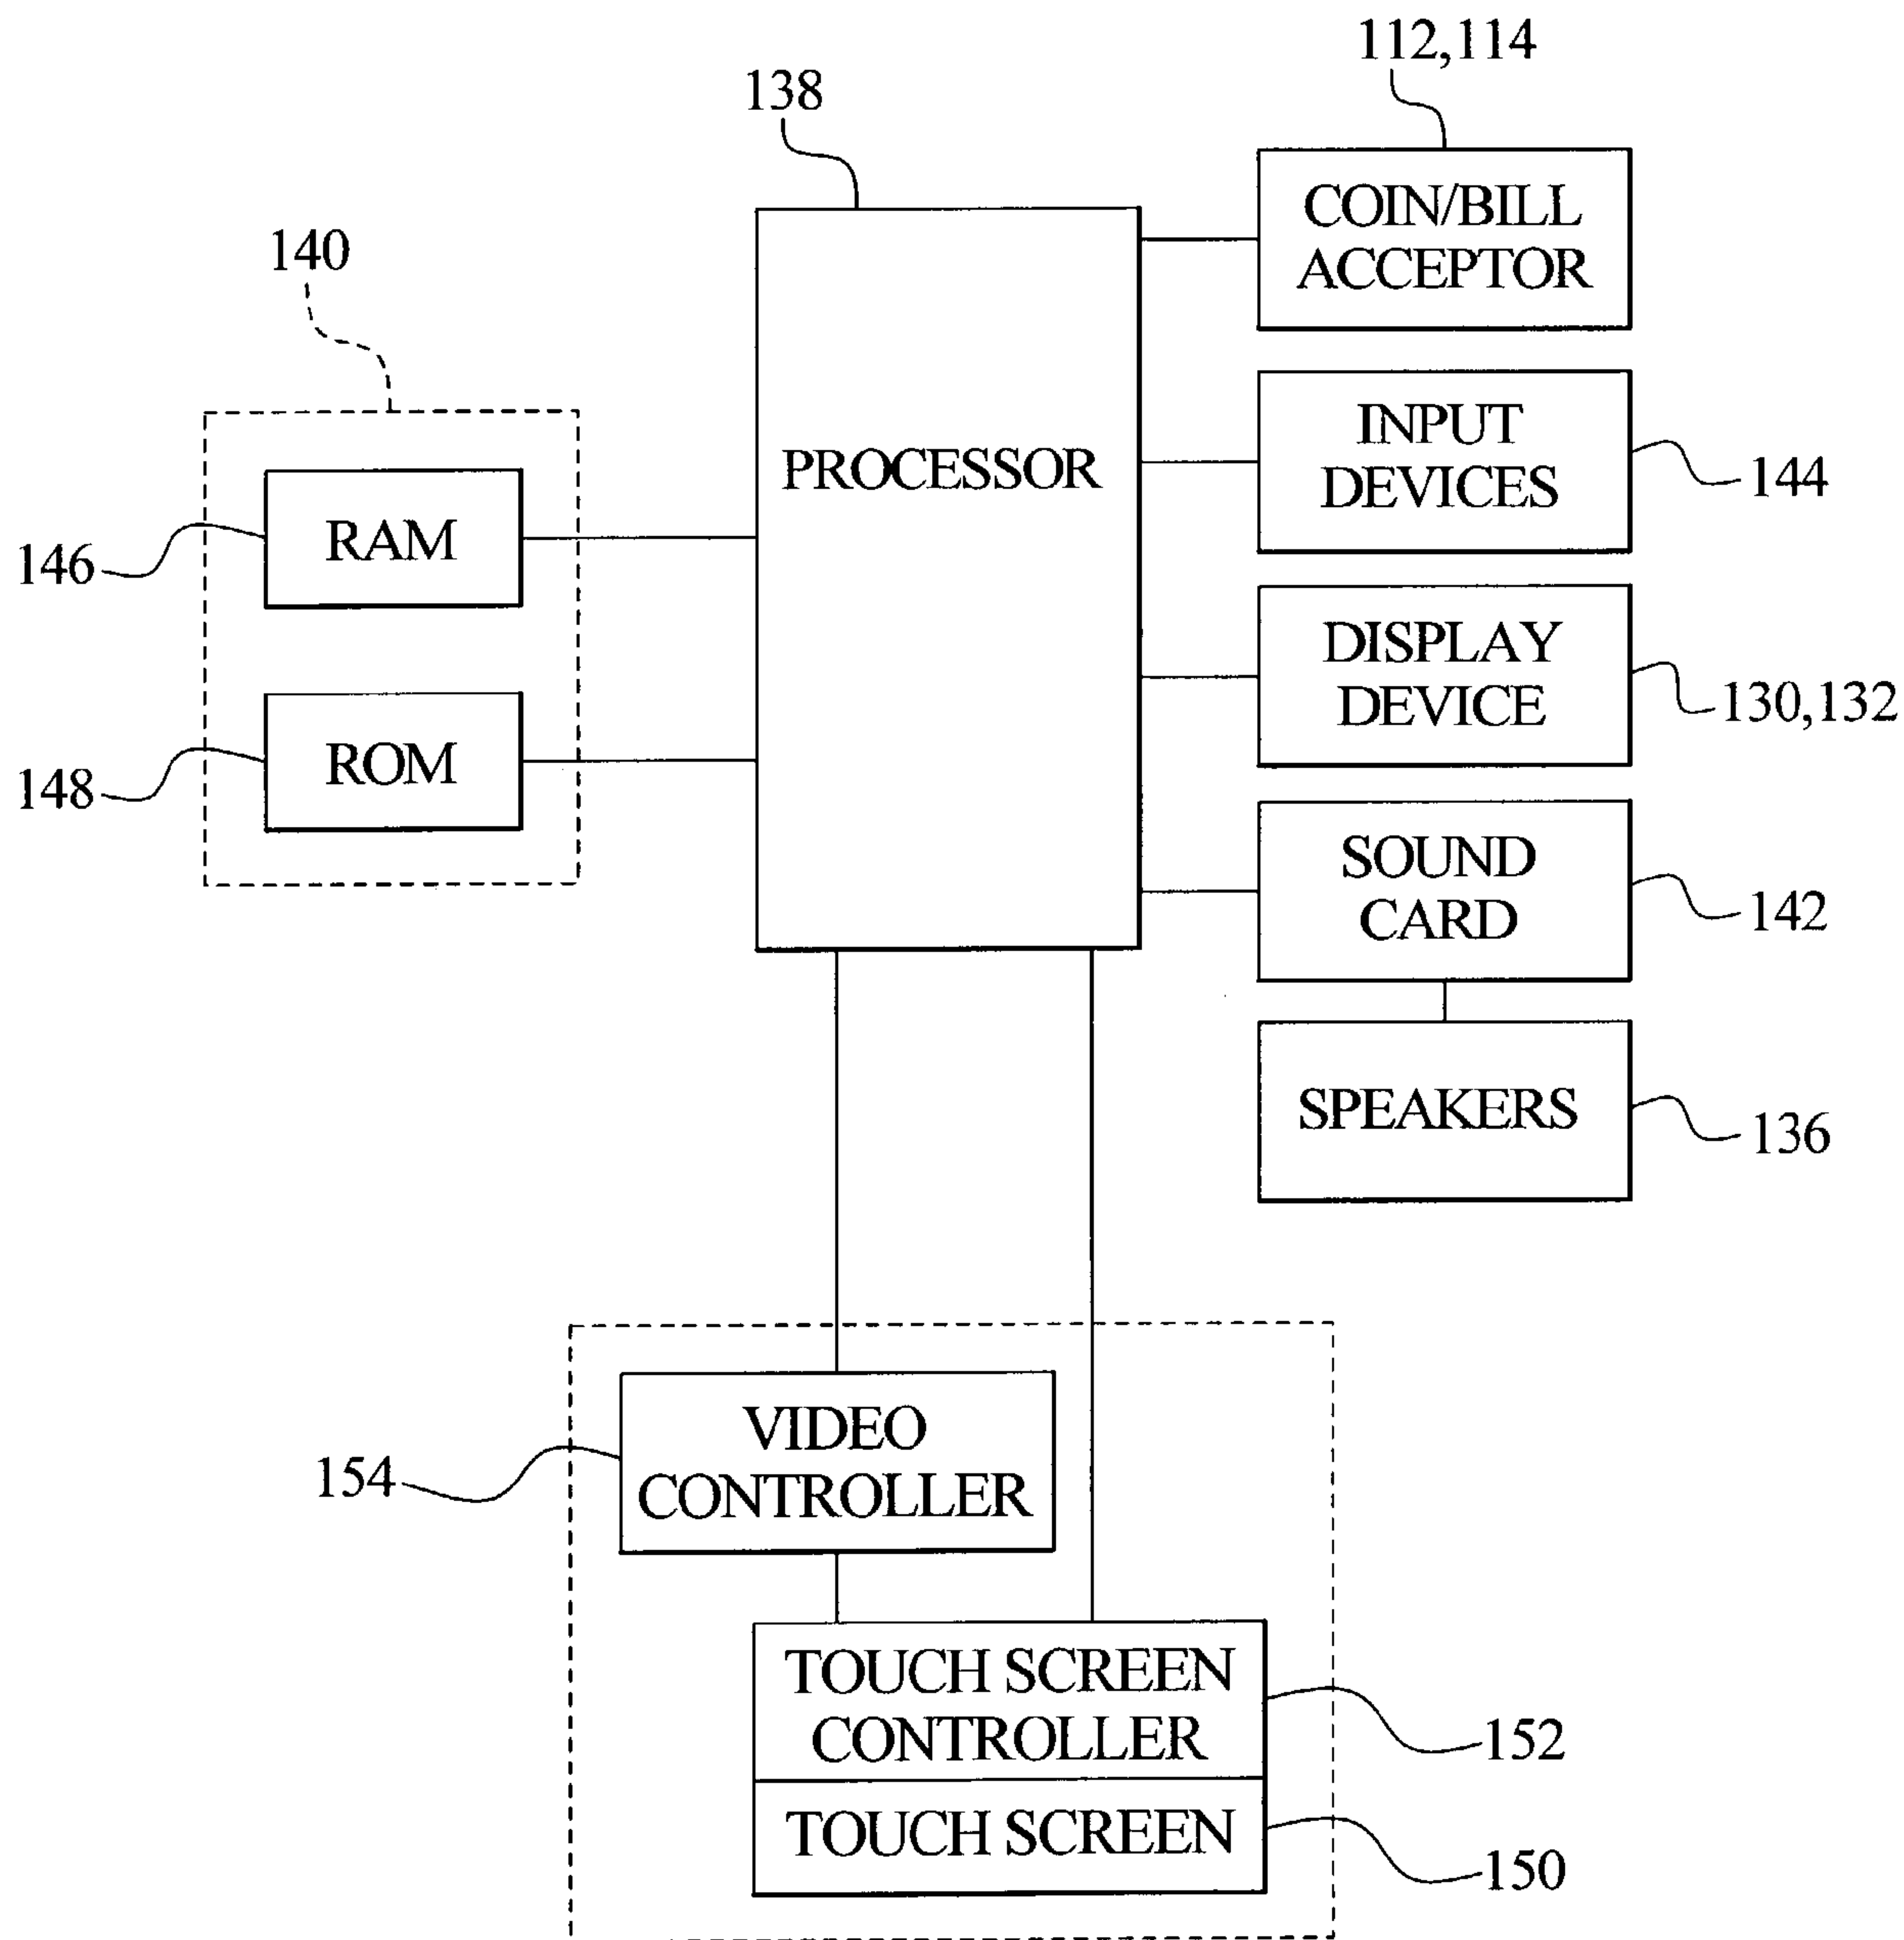 112,114
138
COIN/BILL
ACCEPTOR
140
PROCESSOR
INPUT
DEVICES
144
RAM
146
DISPLAY
DEVICE
130,132
ROM
148
SOUND
CARD
142
SPEAKERS
136
VIDEO
CONTROLLER
154
TOUCH SCREEN
CONTROLLER
152
TOUCH SCREEN
150